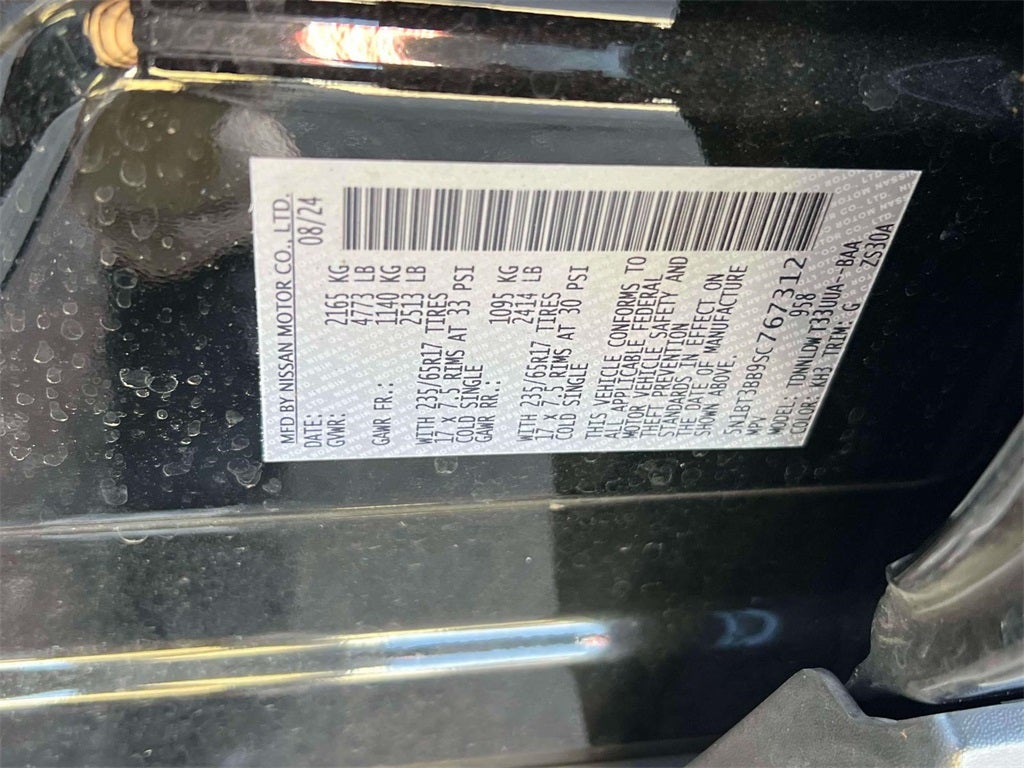 MFD BY NISSAN MOTOR CO., LTD.
DATE: 08/24
GVWR: 2165 KG
4773 LB
GAWR FR.: 1140 KG
2513 LB
WITH 235/65R17 TIRES
17 X 7.5 RIMS AT 33 PSI
COLD SINGLE
GAWR RR.: 1095 KG
2414 LB
WITH 235/65R17 TIRES
17 X 7.5 RIMS AT 30 PSI
COLD SINGLE
THIS VEHICLE CONFORMS TO
ALL APPLICABLE FEDERAL
MOTOR VEHICLE SAFETY AND
THEFT PREVENTION
STANDARDS IN EFFECT ON
THE DATE OF MANUFACTURE
SHOWN ABOVE.
5N1BT3BB9SC767312
MPV 958
MODEL: TDNNLDW T33UUA--BAA
COLOR: KH3 TRIM: G ZS30A